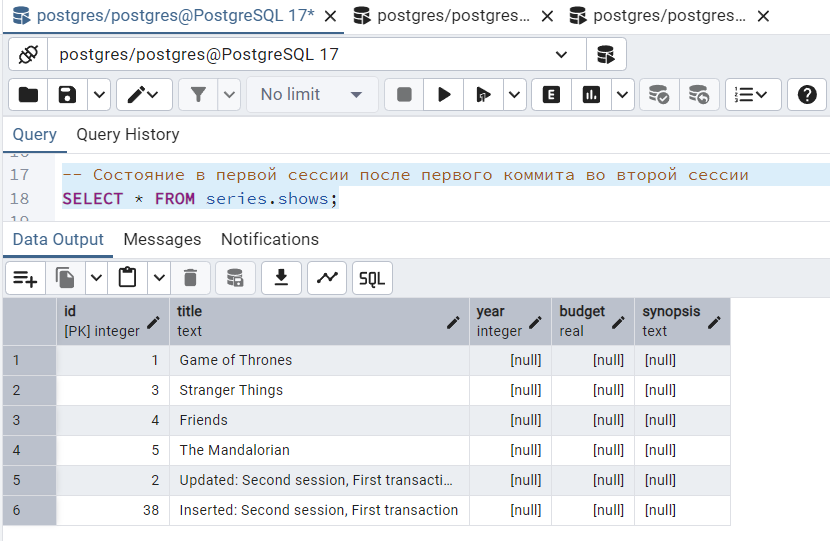 postgres/postgres@PostgreSQL 17*
postgres/postgres...
postgres/postgres...
postgres/postgres@PostgreSQL 17
No limit
E
Query
Query History
17
-- Состояние в первой сессии после первого коммита во второй сессии
18
SELECT * FROM series.shows;
Data Output
Messages
Notifications
SQL
id
[PK] integer
title
text
year
integer
budget
real
synopsis
text
1 1 Game of Thrones [null] [null] [null]
2 3 Stranger Things [null] [null] [null]
3 4 Friends [null] [null] [null]
4 5 The Mandalorian [null] [null] [null]
5 2 Updated: Second session, First transacti... [null] [null] [null]
6 38 Inserted: Second session, First transaction [null] [null] [null]